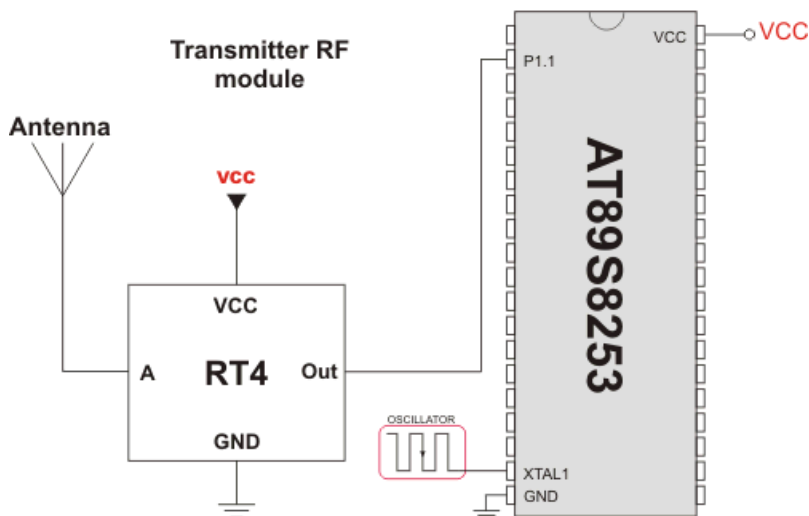 Transmitter RF
module
Antenna
vcc
VCC
A
RT4
Out
GND
OSCILLATOR
P1.1
VCC
VCC
AT89S8253
XTAL1
GND